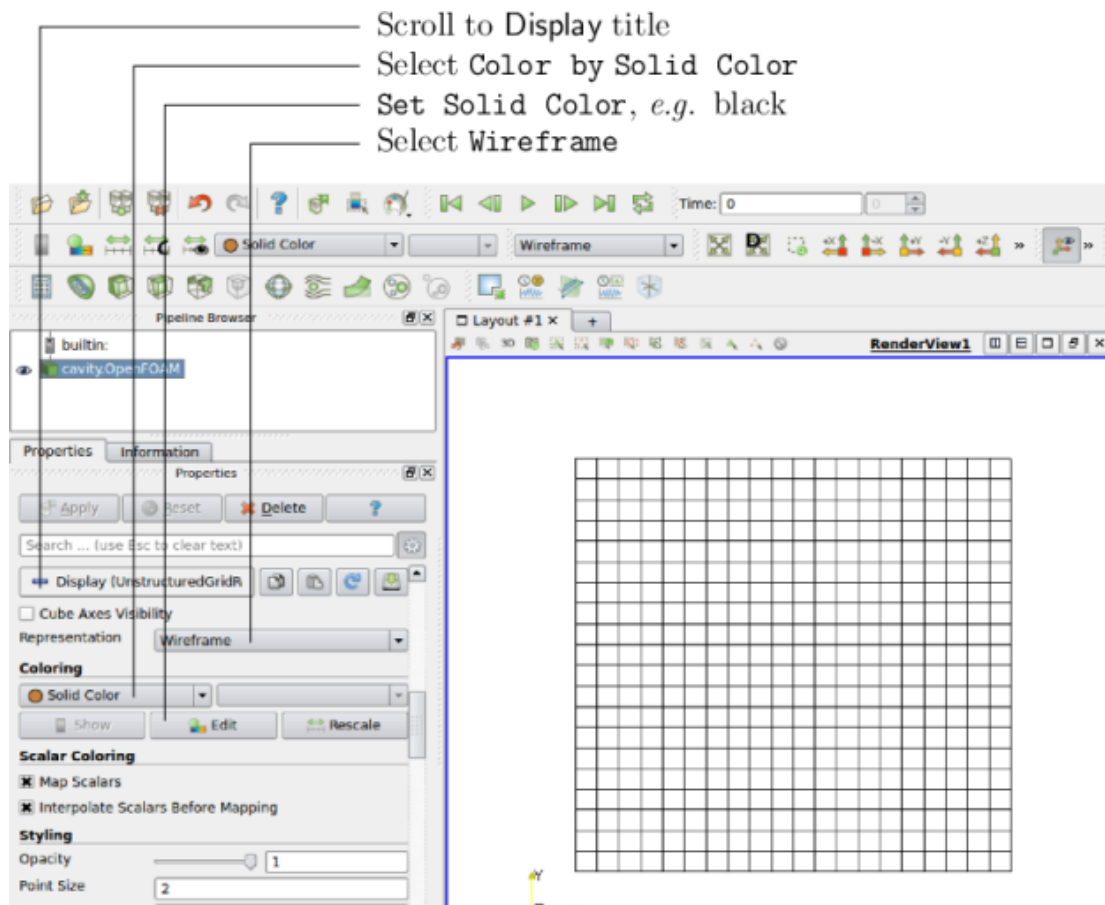 Scroll to Display title
Select Color by Solid Color
Set Solid Color, e.g. black
Select Wireframe
Time: 0 0
Solid Color Wireframe +X -X +Y -Y +Z » »
Pipeline Browser
Layout #1 × +
builtin:
3D RenderView1
cavity.OpenFOAM
Properties Information
Properties
Apply Reset Delete ?
Search ... (use Esc to clear text)
Display (UnstructuredGridR
Cube Axes Visibility
Representation Wireframe
Coloring
Solid Color
Show Edit Rescale
Scalar Coloring
Map Scalars
Interpolate Scalars Before Mapping
Styling
Opacity 1
Point Size 2
Y